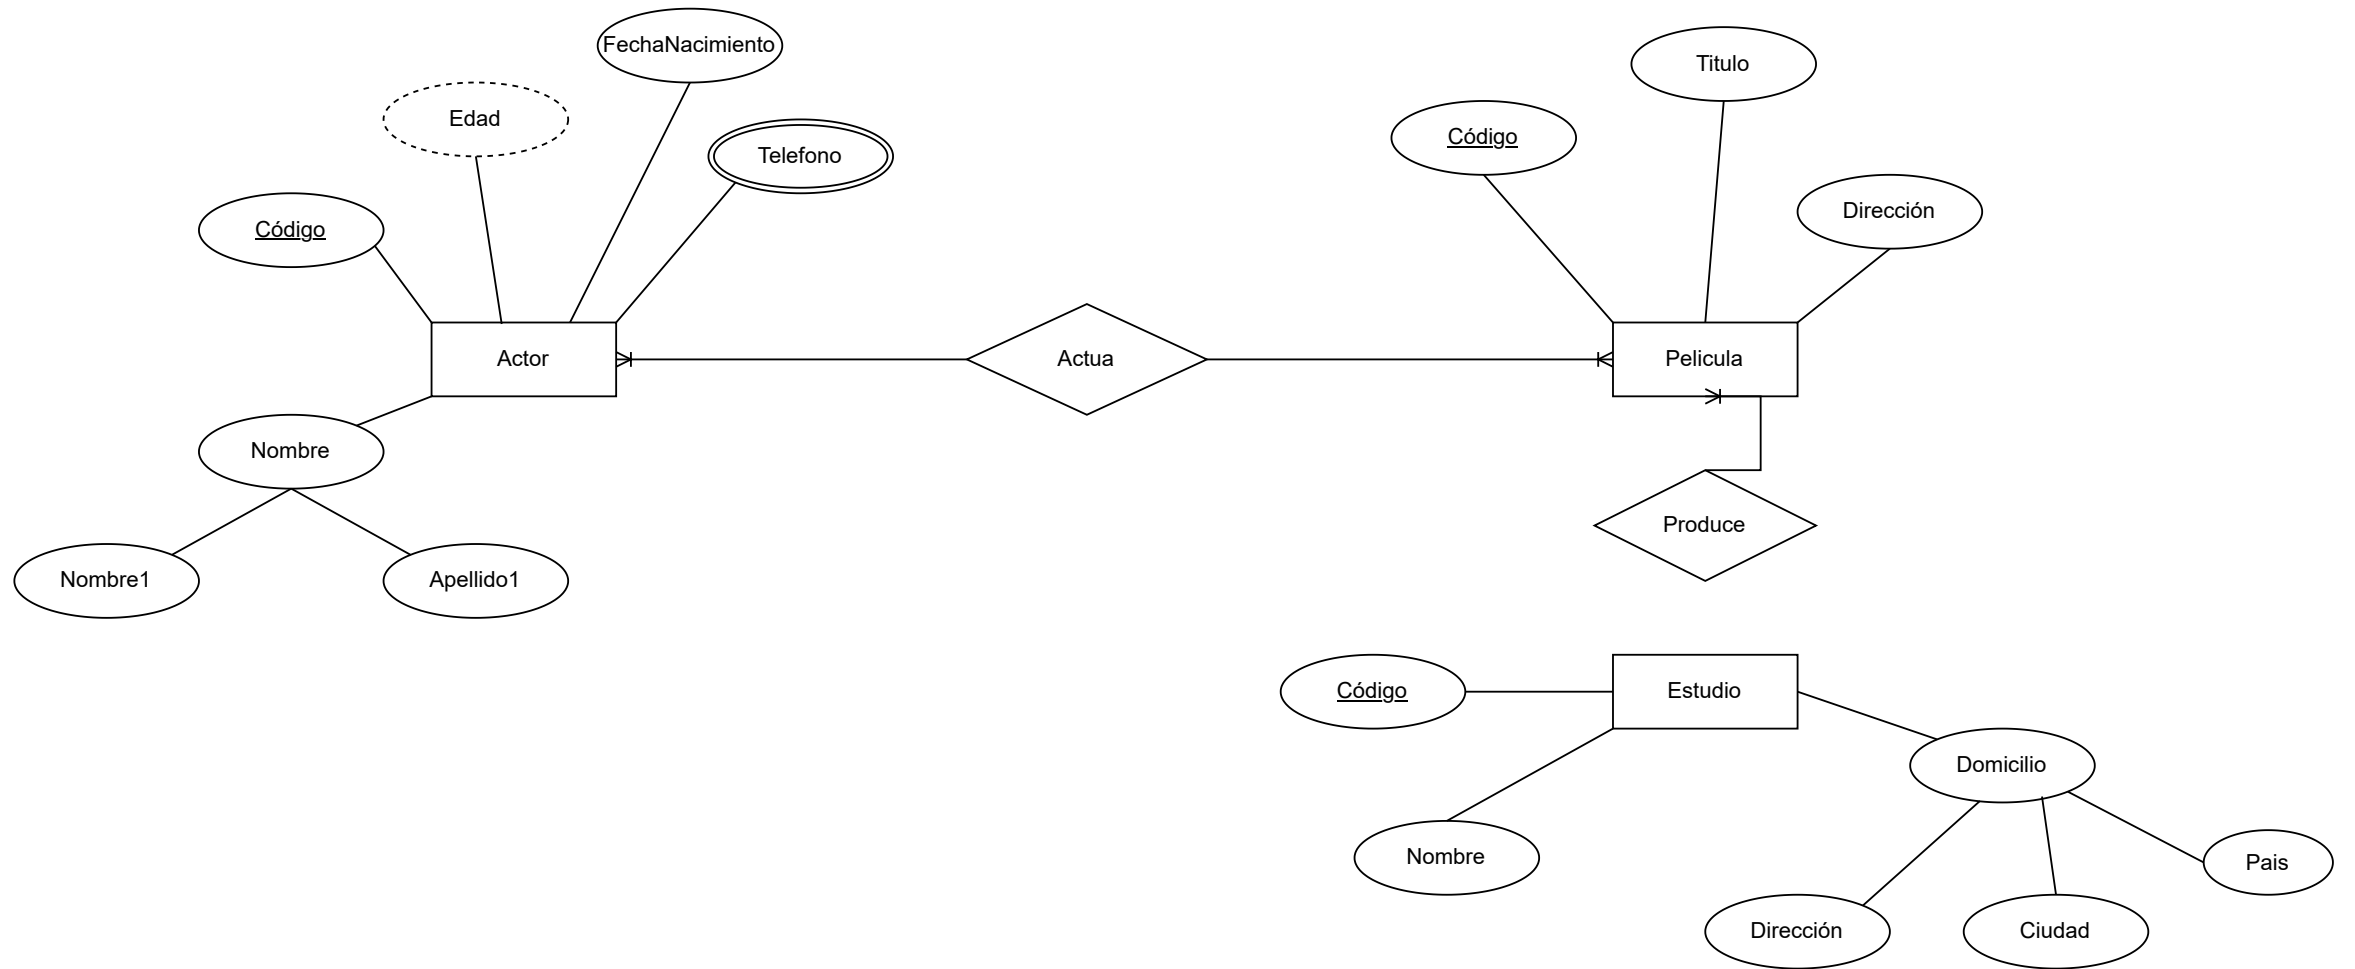 FechaNacimiento
Titulo
Edad
Código
Telefono
Dirección
Código
Actor
Actua
Pelicula
Nombre
Produce
Nombre1
Apellido1
Código
Estudio
Domicilio
Nombre
Pais
Dirección
Ciudad